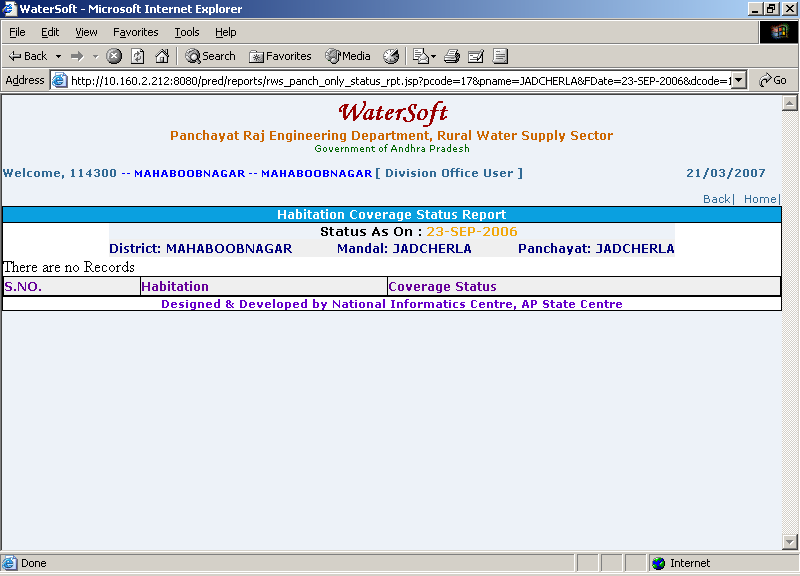 WaterSoft - Microsoft Internet Explorer
File Edit View Favorites Tools Help
Back Search Favorites Media
Address http://10.160.2.212:8080/pred/reports/rws_panch_only_status_rpt.jsp?pcode=17&pname=JADCHERLA&FDate=23-SEP-2006&dcode=1 Go
WaterSoft
Panchayat Raj Engineering Department, Rural Water Supply Sector
Government of Andhra Pradesh
Welcome, 114300 -- MAHABOOBNAGAR -- MAHABOOBNAGAR [ Division Office User ] 21/03/2007
Back| Home|
Habitation Coverage Status Report
Status As On : 23-SEP-2006
District: MAHABOOBNAGAR Mandal: JADCHERLA Panchayat: JADCHERLA
There are no Records
S.NO. Habitation Coverage Status
Designed & Developed by National Informatics Centre, AP State Centre
Done Internet